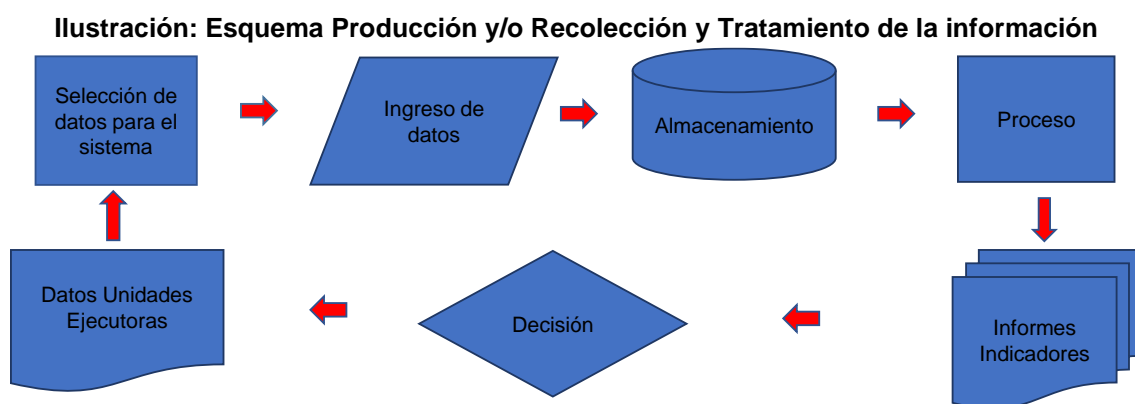 Ilustración: Esquema Producción y/o Recolección y Tratamiento de la información
Selección de
datos para el
sistema
Ingreso de
datos
Almacenamiento
Proceso
Datos Unidades
Ejecutoras
Decisión
Informes
Indicadores